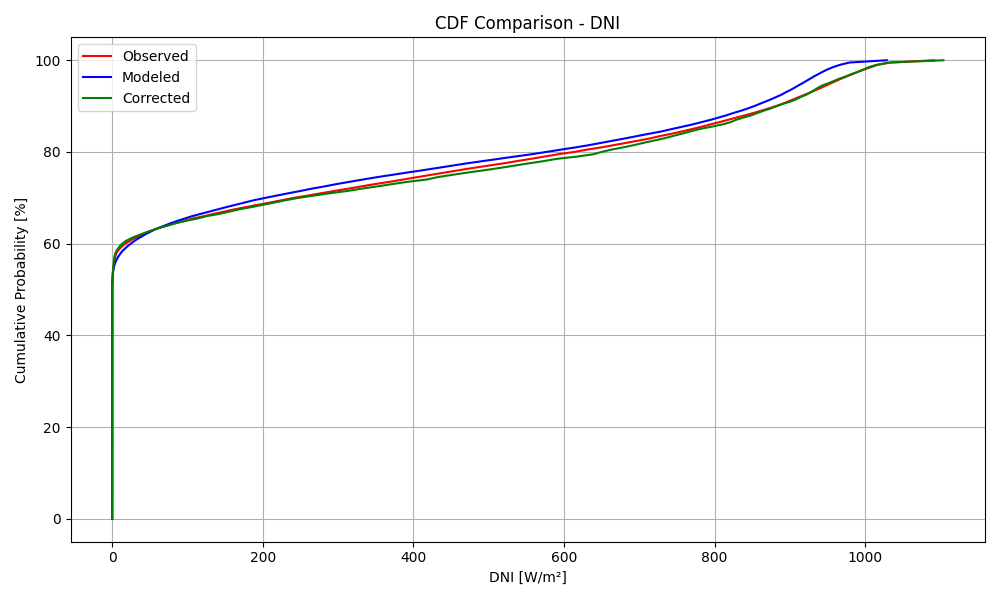 CDF Comparison - DNI
Observed
Modeled
Corrected
Cumulative Probability [%]
100
80
60
40
20
0
0 200 400 600 800 1000
DNI [W/m²]